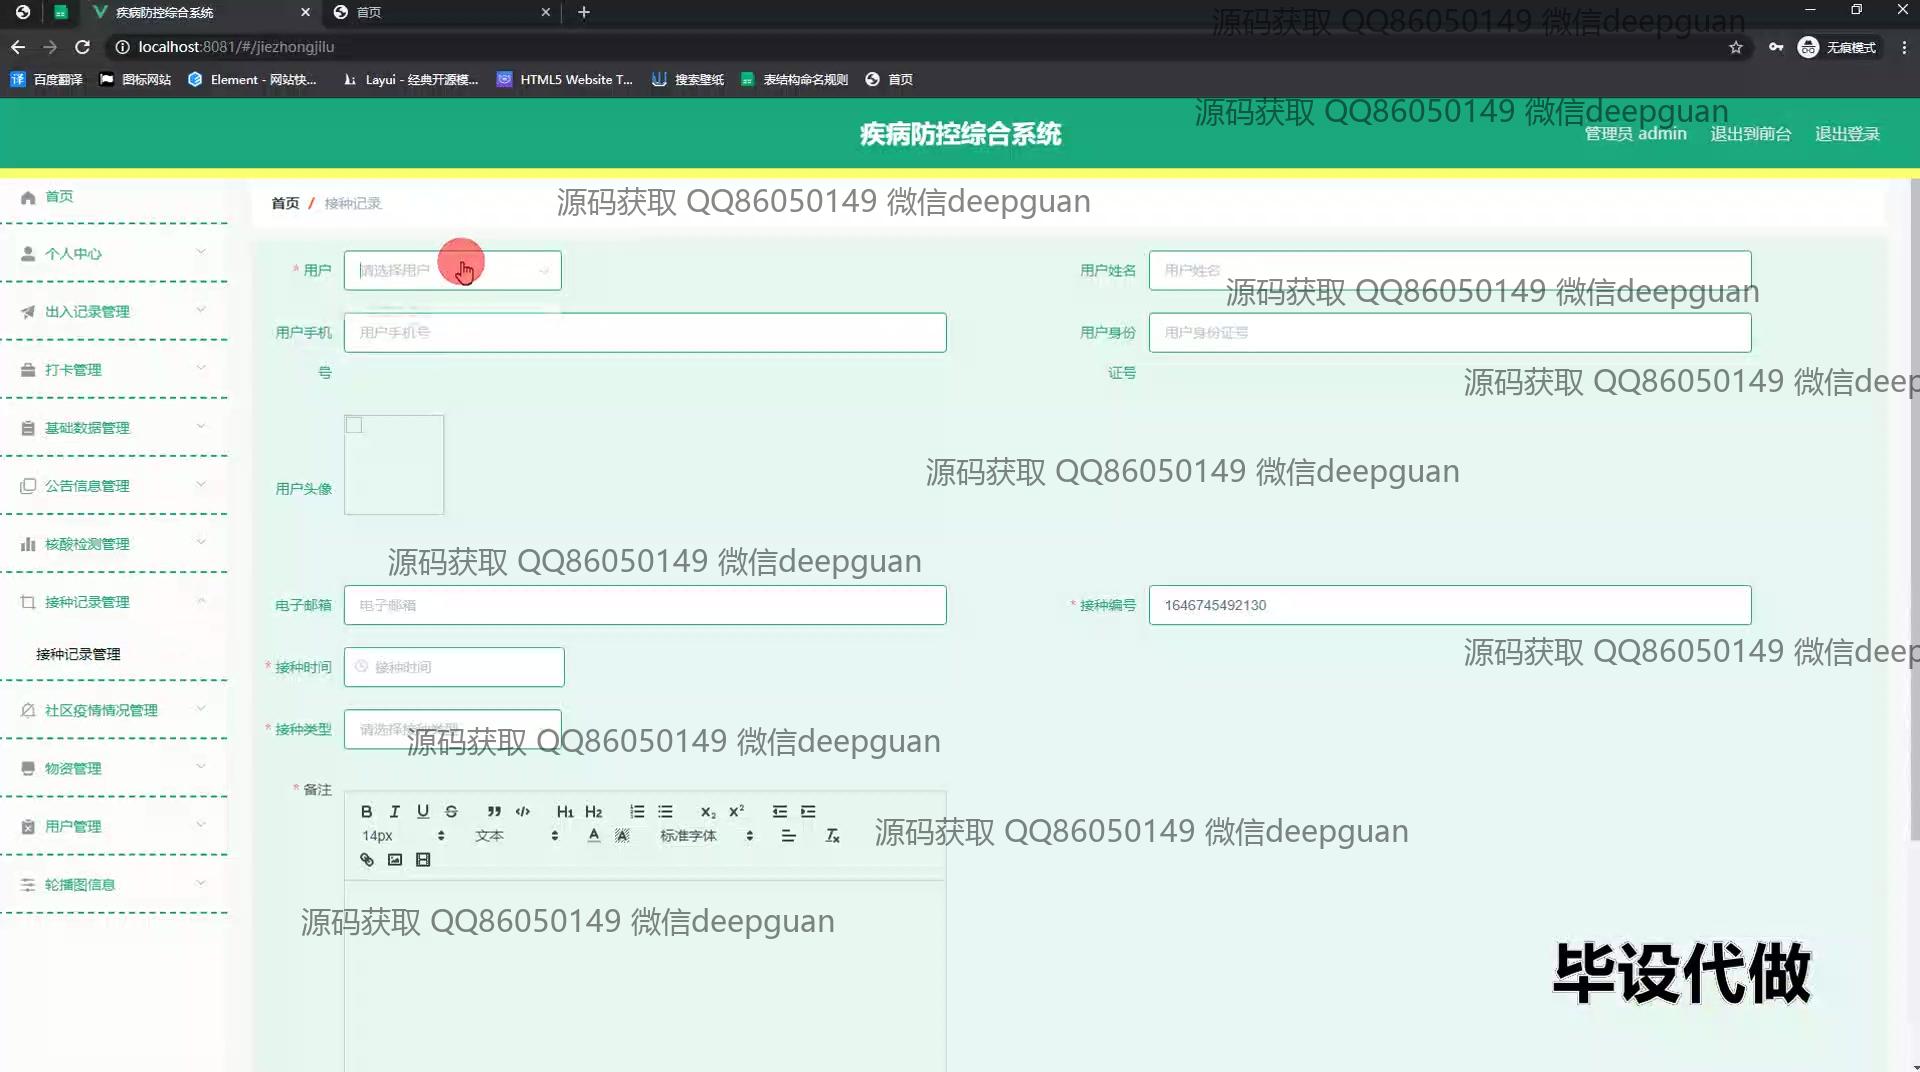 疾病防控综合系统
首页
源码获取 QQ86050149 微信deepguan
localhost:8081/#/jiezhongjilu
无痕模式
百度翻译
图标网站
Element - 网站快...
Layui - 经典开源模...
HTML5 Website T...
搜索壁纸
表结构命名规则
首页
源码获取 QQ86050149 微信deepguan
疾病防控综合系统
管理员 admin
退出到前台
退出登录
首页
个人中心
出入记录管理
打卡管理
基础数据管理
公告信息管理
核酸检测管理
接种记录管理
接种记录管理
社区疫情情况管理
物资管理
用户管理
轮播图信息
首页 / 接种记录
源码获取 QQ86050149 微信deepguan
* 用户
请选择用户
用户姓名
用户姓名
源码获取 QQ86050149 微信deepguan
用户手机号
用户手机号
用户身份证号
用户身份证号
源码获取 QQ86050149 微信deep
用户头像
源码获取 QQ86050149 微信deepguan
源码获取 QQ86050149 微信deepguan
电子邮箱
电子邮箱
* 接种编号
1646745492130
源码获取 QQ86050149 微信deep
* 接种时间
接种时间
* 接种类型
请选择接种类型
源码获取 QQ86050149 微信deepguan
* 备注
B I U S H1 H2 X2 X2
14px
文本
A
A
标准字体
Tx
源码获取 QQ86050149 微信deepguan
源码获取 QQ86050149 微信deepguan
毕设代做